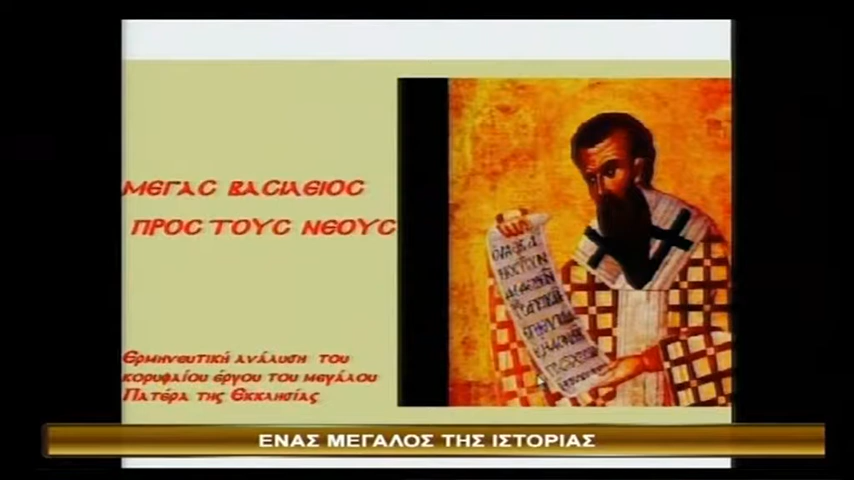 ΜΕΓΑΣ ΒΑΣΙΛΕΙΟΣ
ΠΡΟΣ ΤΟΥΣ ΝΕΟΥΣ
Ερμηνευτική ανάλυση του
κορυφαίου έργου του μεγάλου
Πατέρα της Εκκλησίας
ΕΝΑΣ ΜΕΓΑΛΟΣ ΤΗΣ ΙΣΤΟΡΙΑΣ